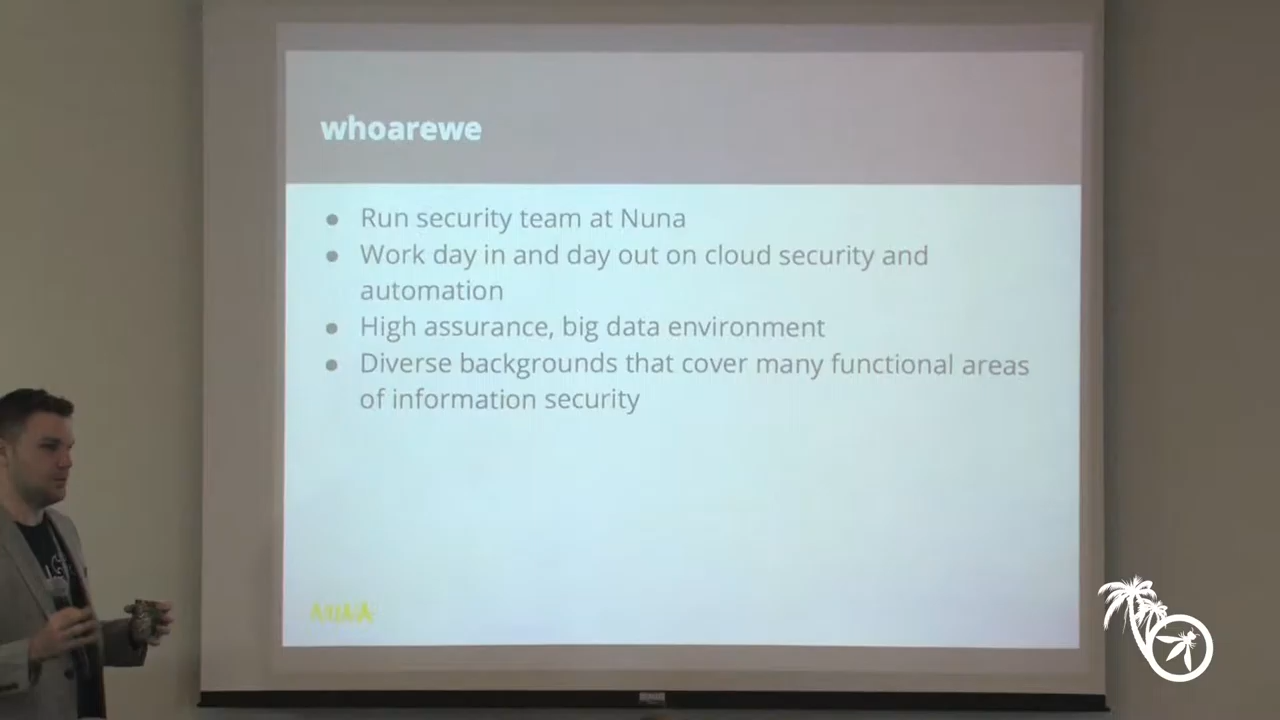 whoarewe
● Run security team at Nuna
● Work day in and day out on cloud security and
automation
● High assurance, big data environment
● Diverse backgrounds that cover many functional areas
of information security